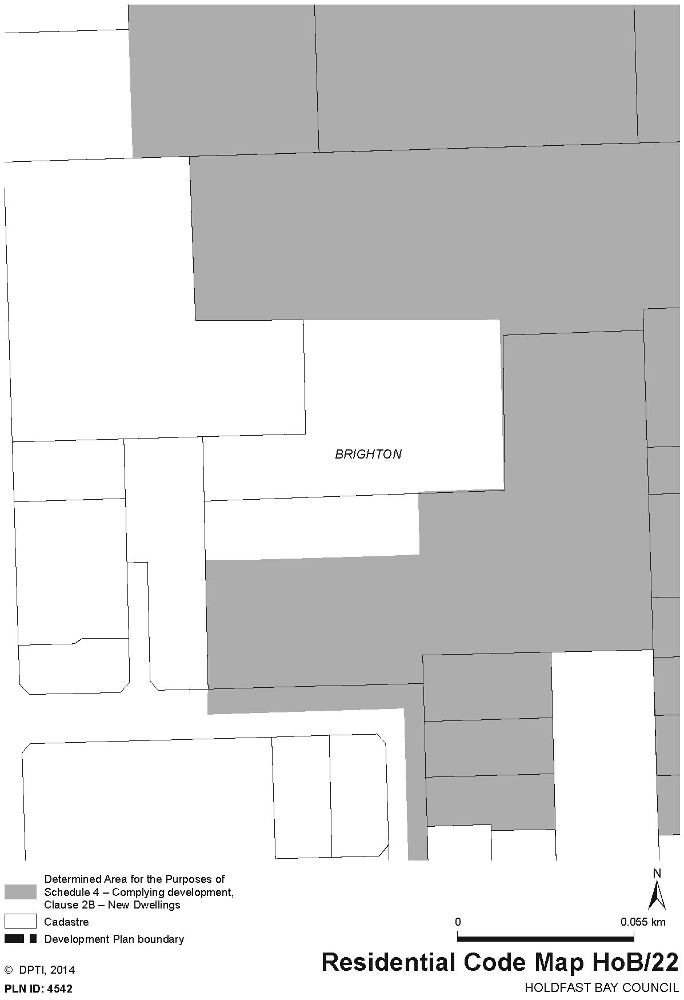 BRIGHTON
Determined Area for the Purposes of
Schedule 4 – Complying development,
Clause 2B – New Dwellings
Cadastre
Development Plan boundary
N
0 0.055 km
Residential Code Map HoB/22
HOLDFAST BAY COUNCIL
© DPTI, 2014
PLN ID: 4542